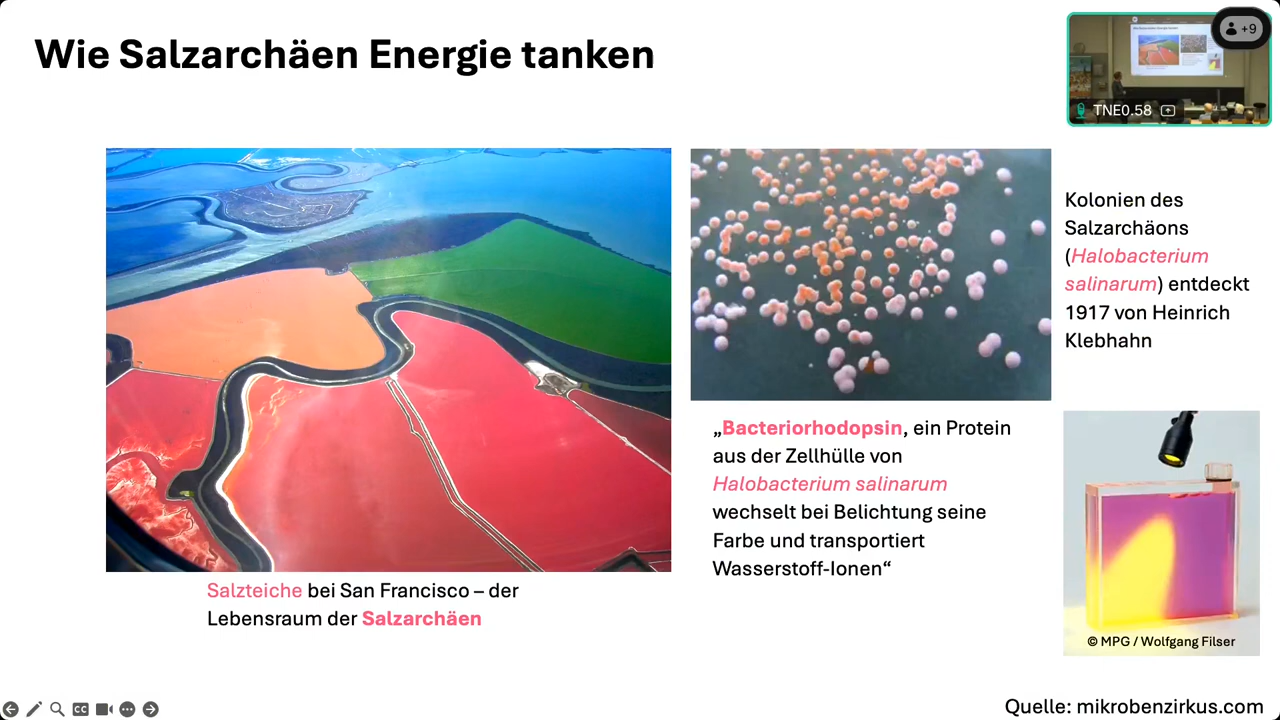 Wie Salzarchäen Energie tanken
+9
TNE0.58
Kolonien des
Salzarchäons
(Halobacterium
salinarum) entdeckt
1917 von Heinrich
Klebhahn
„Bacteriorhodopsin, ein Protein
aus der Zellhülle von
Halobacterium salinarum
wechselt bei Belichtung seine
Farbe und transportiert
Wasserstoff-Ionen“
© MPG / Wolfgang Filser
Salzteiche bei San Francisco – der
Lebensraum der Salzarchäen
CC
Quelle: mikrobenzirkus.com